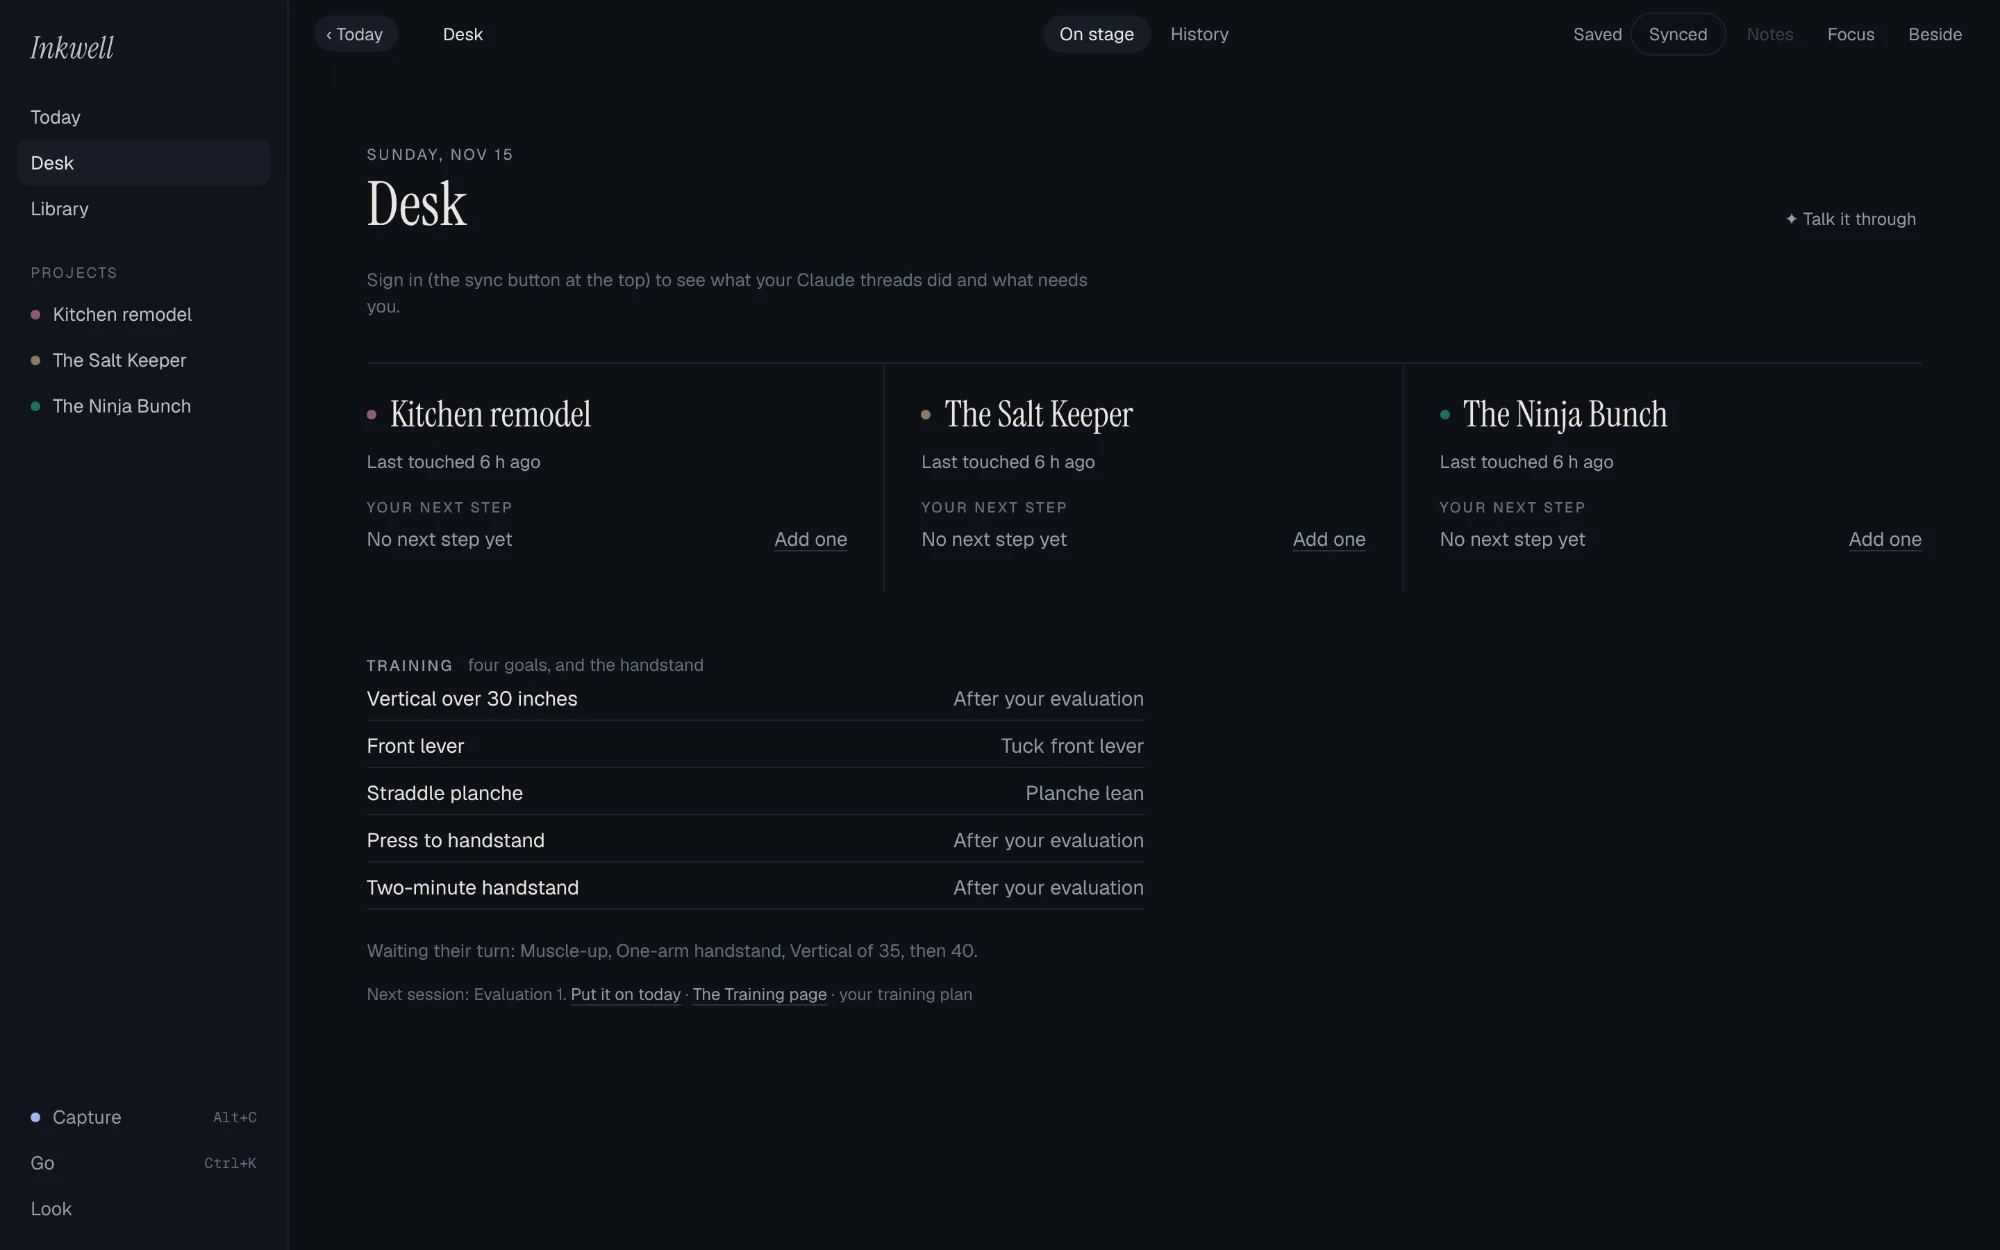 Inkwell
Today
Desk
Library
PROJECTS
Kitchen remodel
The Salt Keeper
The Ninja Bunch
Capture Alt+C
Go Ctrl+K
Look
‹ Today Desk On stage History Saved Synced Notes Focus Beside
SUNDAY, NOV 15
Desk
✦ Talk it through
Sign in (the sync button at the top) to see what your Claude threads did and what needs
you.
Kitchen remodel
Last touched 6 h ago
YOUR NEXT STEP
No next step yet Add one
The Salt Keeper
Last touched 6 h ago
YOUR NEXT STEP
No next step yet Add one
The Ninja Bunch
Last touched 6 h ago
YOUR NEXT STEP
No next step yet Add one
TRAINING four goals, and the handstand
Vertical over 30 inches After your evaluation
Front lever Tuck front lever
Straddle planche Planche lean
Press to handstand After your evaluation
Two-minute handstand After your evaluation
Waiting their turn: Muscle-up, One-arm handstand, Vertical of 35, then 40.
Next session: Evaluation 1. Put it on today · The Training page · your training plan